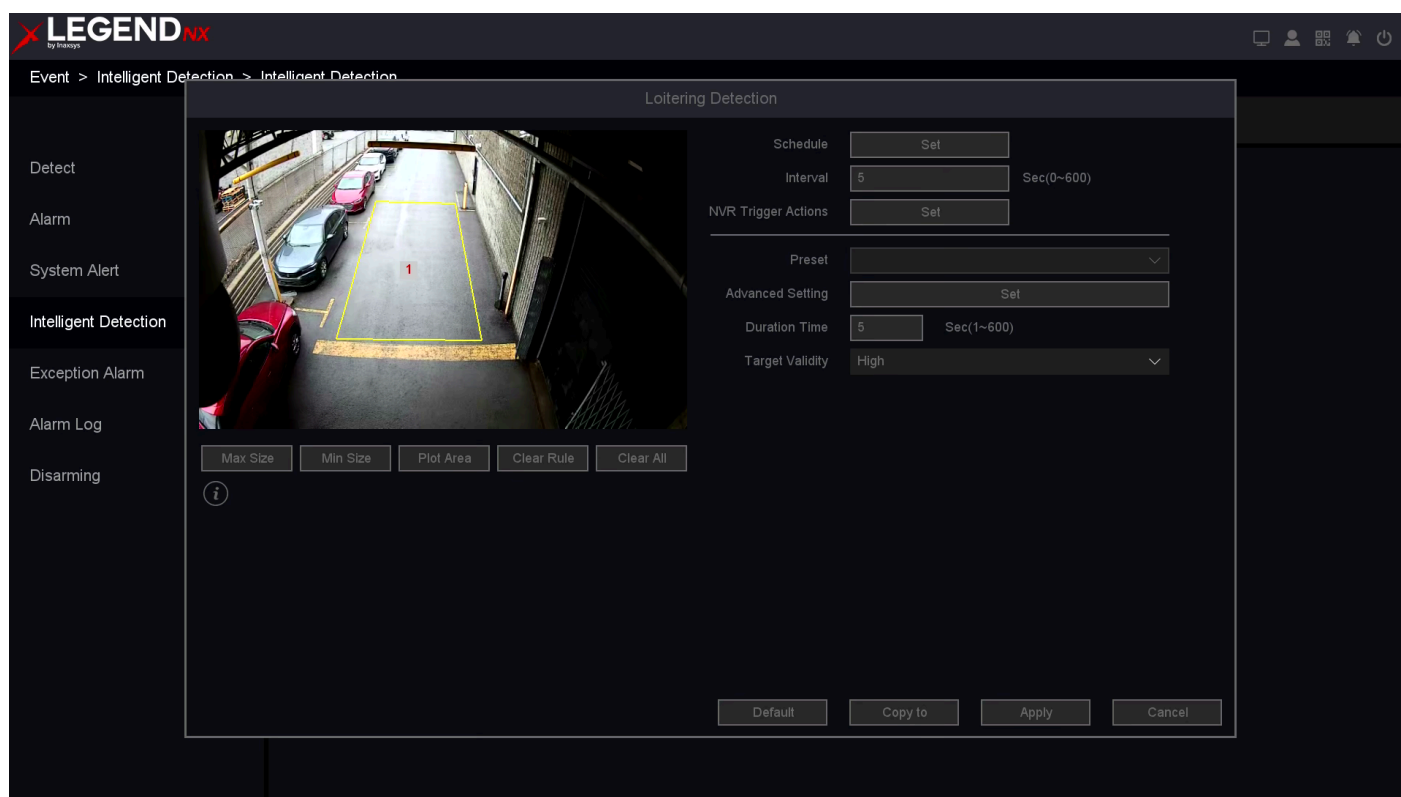 LEGEND NX
by Inaxsys
Event > Intelligent Detection > Intelligent Detection
Loitering Detection
Detect
Alarm
System Alert
Intelligent Detection
Exception Alarm
Alarm Log
Disarming
1
Max Size Min Size Plot Area Clear Rule Clear All
i
Schedule Set
Interval 5 Sec(0~600)
NVR Trigger Actions Set
Preset
Advanced Setting Set
Duration Time 5 Sec(1~600)
Target Validity High
Default Copy to Apply Cancel